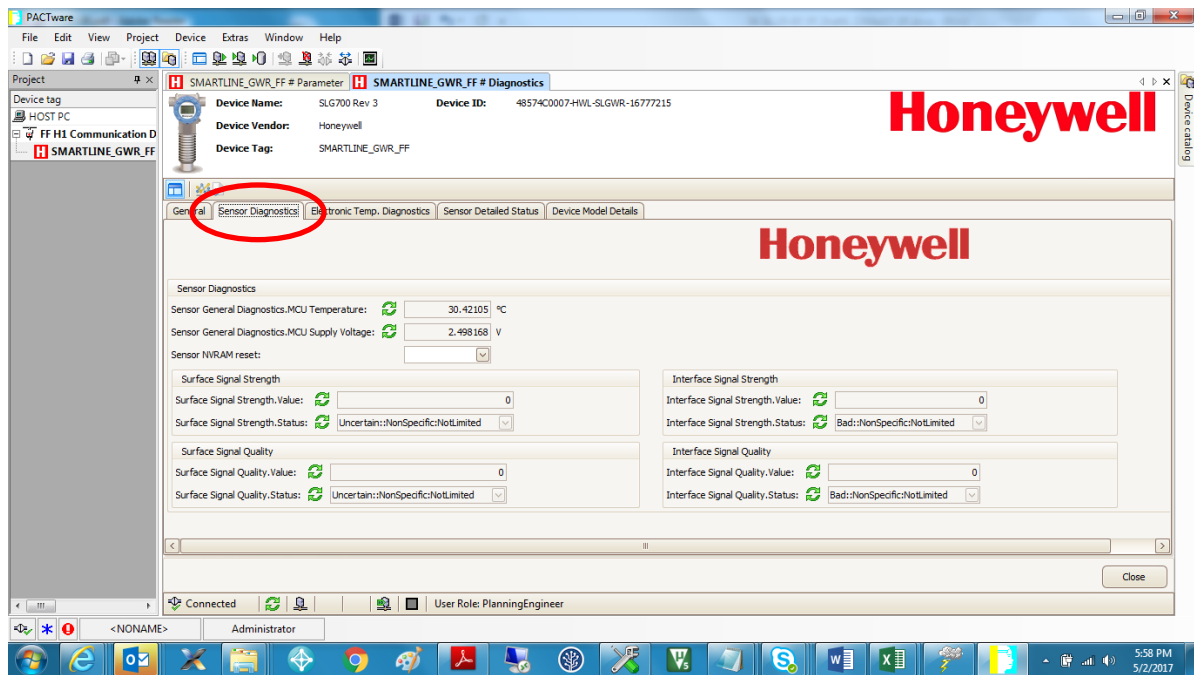 PACTware
File Edit View Project Device Extras Window Help
Project
SMARTLINE_GWR_FF # Parameter SMARTLINE_GWR_FF # Diagnostics
Device tag
HOST PC
FF H1 Communication D
SMARTLINE_GWR_FF
Device Name: SLG700 Rev 3 Device ID: 48574C0007-HWL-SLGWR-16777215
Device Vendor: Honeywell
Device Tag: SMARTLINE_GWR_FF
Honeywell
Device catalog
General Sensor Diagnostics Electronic Temp. Diagnostics Sensor Detailed Status Device Model Details
Honeywell
Sensor Diagnostics
Sensor General Diagnostics.MCU Temperature: 30.42105 °C
Sensor General Diagnostics.MCU Supply Voltage: 2.498168 V
Sensor NVRAM reset:
Surface Signal Strength
Surface Signal Strength.Value: 0
Surface Signal Strength.Status: Uncertain::NonSpecific:NotLimited
Interface Signal Strength
Interface Signal Strength.Value: 0
Interface Signal Strength.Status: Bad::NonSpecific:NotLimited
Surface Signal Quality
Surface Signal Quality.Value: 0
Surface Signal Quality.Status: Uncertain::NonSpecific:NotLimited
Interface Signal Quality
Interface Signal Quality.Value: 0
Interface Signal Quality.Status: Bad::NonSpecific:NotLimited
Close
Connected User Role: PlanningEngineer
<NONAME> Administrator
5:58 PM
5/2/2017